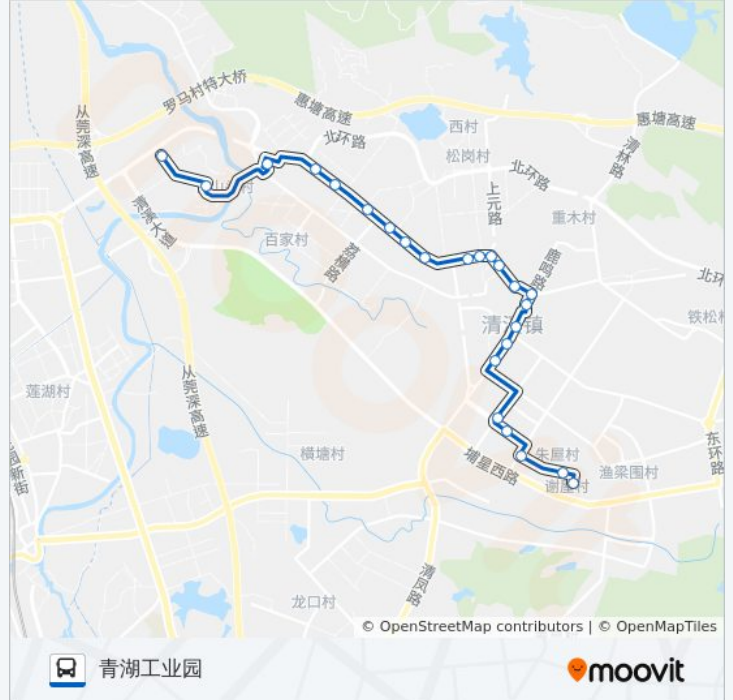 罗马村特大桥
惠塘高速
惠塘高速
从莞深高速
北环路
西村
松岗村
清林路
北环路
上元路
重木村
清溪大道
百家村
荔横路
鹿鸣路
北环
铁松村
清溪镇
莲湖村
从莞深高速
横塘村
埔星西路
朱屋村
渔梁围村
谢屋村
东环路
新街
清凤路
龙口村
© OpenStreetMap contributors | © OpenMapTiles
青湖工业园
moovit